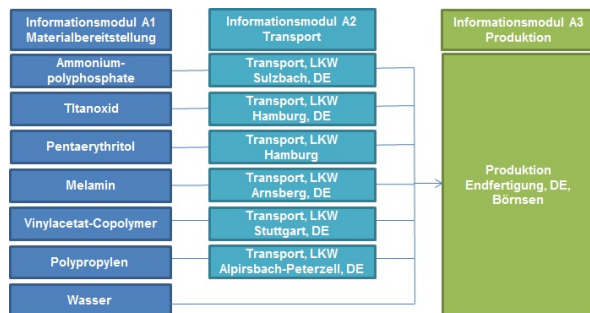 Informationsmodul A1
Materialbereitstellung
Informationsmodul A2
Transport
Informationsmodul A3
Produktion
Ammonium-
polyphosphate
Transport, LKW
Sulzbach, DE
TItanoxid
Transport, LKW
Hamburg, DE
Pentaerythritol
Transport, LKW
Hamburg
Melamin
Transport, LKW
Arnsberg, DE
Vinylacetat-Copolymer
Transport, LKW
Stuttgart, DE
Polypropylen
Transport, LKW
Alpirsbach-Peterzell, DE
Wasser
Produktion
Endfertigung, DE,
Börnsen